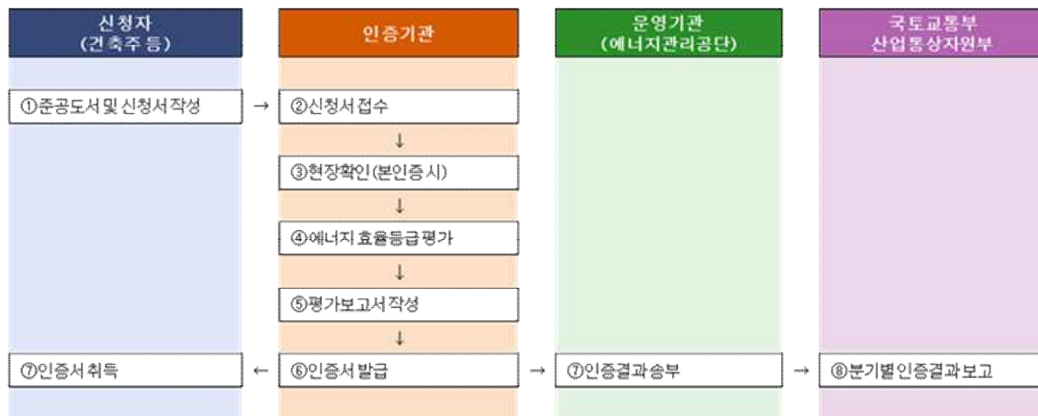 신청자
(건축주 등)
인증기관
운영기관
(에너지관리공단)
국토교통부
산업통상자원부
①준공도서 및 신청서 작성
→
②신청서 접수
↓
③현장확인(본인증 시)
↓
④에너지 효율등급 평가
↓
⑤평가보고서 작성
↓
⑦인증서 취득
←
⑥인증서 발급
→
⑦인증결과 송부
→
⑧분기별 인증결과 보고